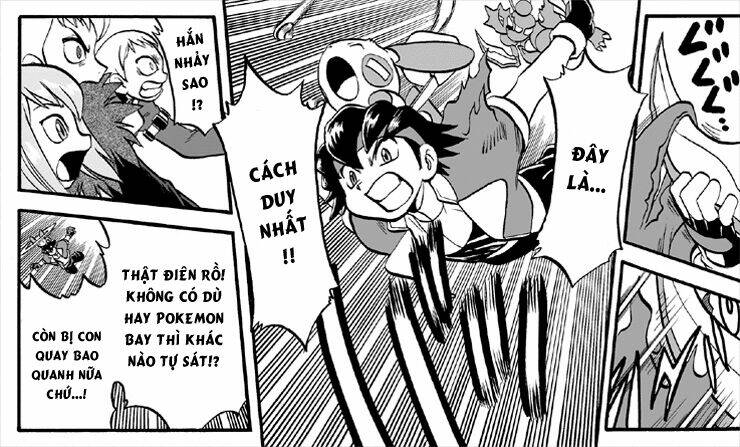 ĐÂY
LÀ...
CÁCH
DUY
NHẤT
!!
HẮN
NHẢY
SAO
!?
THẬT ĐIÊN RỒ!
KHÔNG CÓ DÙ
HAY POKEMON
BAY THÌ KHÁC
NÀO TỰ SÁT!?
CÒN BỊ CON
QUAY BAO
QUANH NỮA
CHỨ...!